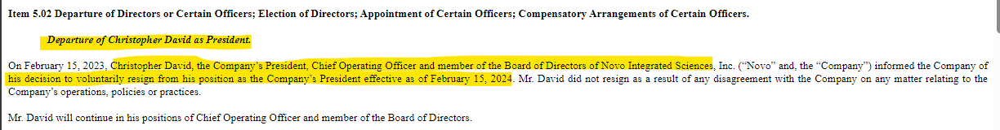 Item 5.02 Departure of Directors or Certain Officers; Election of Directors; Appointment of Certain Officers; Compensatory Arrangements of Certain Officers.
Departure of Christopher David as President.
On February 15, 2023, Christopher David, the Company's President, Chief Operating Officer and member of the Board of Directors of Novo Integrated Sciences, Inc. ("Novo" and, the "Company") informed the Company of
his decision to voluntarily resign from his position as the Company's President effective as of February 15, 2024. Mr. David did not resign as a result of any disagreement with the Company on any matter relating to the
Company's operations, policies or practices.
Mr. David will continue in his positions of Chief Operating Officer and member of the Board of Directors.